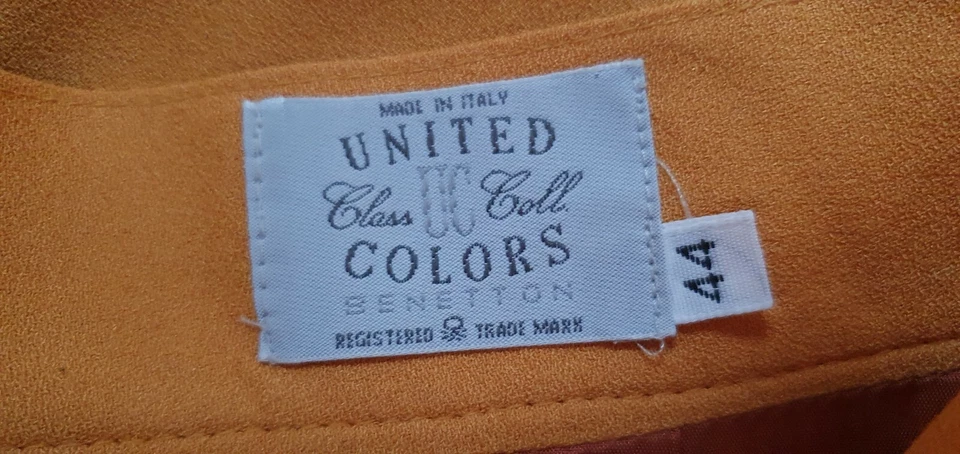 MADE IN ITALY
UNITED
Class UC Coll.
COLORS
BENETTON
REGISTERED TRADE MARK
44